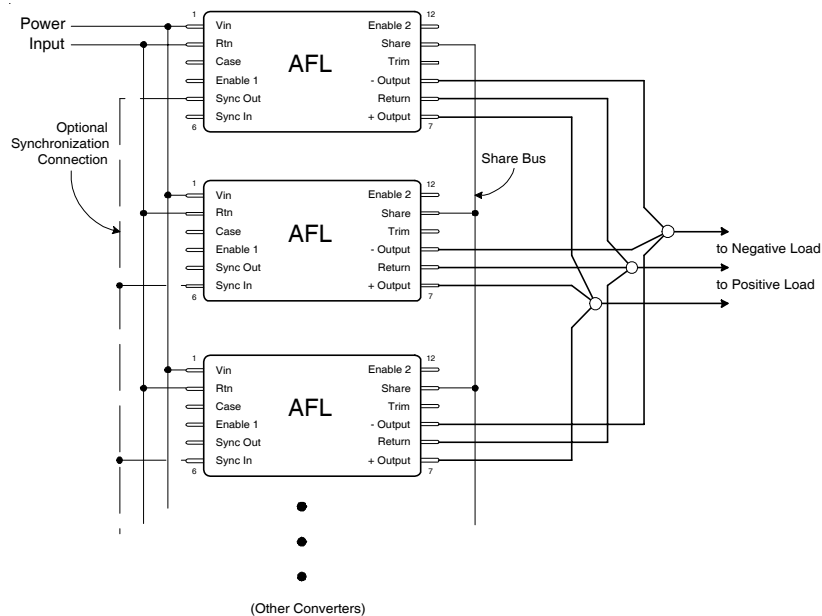 Power
Input
1
Vin
Rtn
Case
Enable 1
Sync Out
Sync In
6
AFL
12
Enable 2
Share
Trim
- Output
Return
+ Output
7
Optional
Synchronization
Connection
Share Bus
1
Vin
Rtn
Case
Enable 1
Sync Out
Sync In
6
AFL
12
Enable 2
Share
Trim
- Output
Return
+ Output
7
to Negative Load
to Positive Load
1
Vin
Rtn
Case
Enable 1
Sync Out
Sync In
6
AFL
12
Enable 2
Share
Trim
- Output
Return
+ Output
7
(Other Converters)